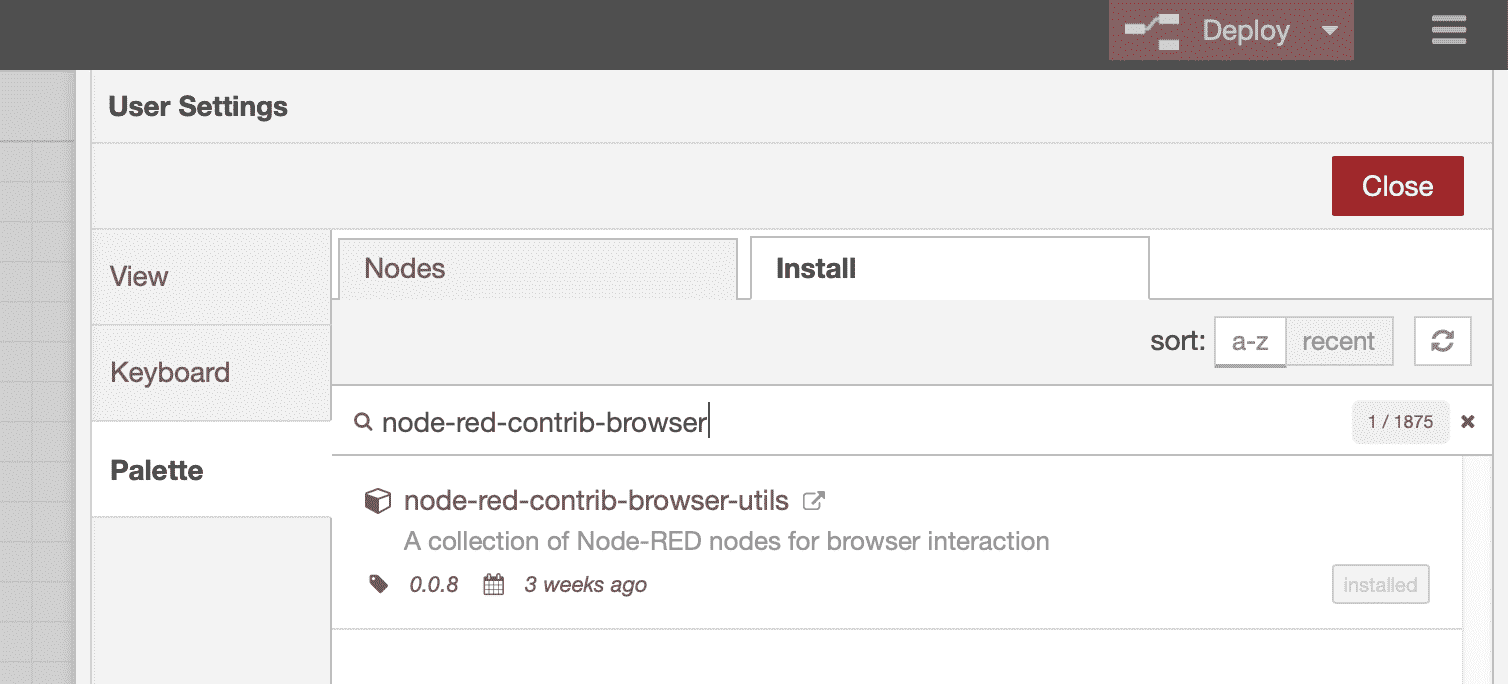 Deploy
User Settings
Close
View
Keyboard
Palette
Nodes
Install
sort: a-z recent
node-red-contrib-browser 1 / 1875
node-red-contrib-browser-utils
A collection of Node-RED nodes for browser interaction
0.0.8 3 weeks ago
installed